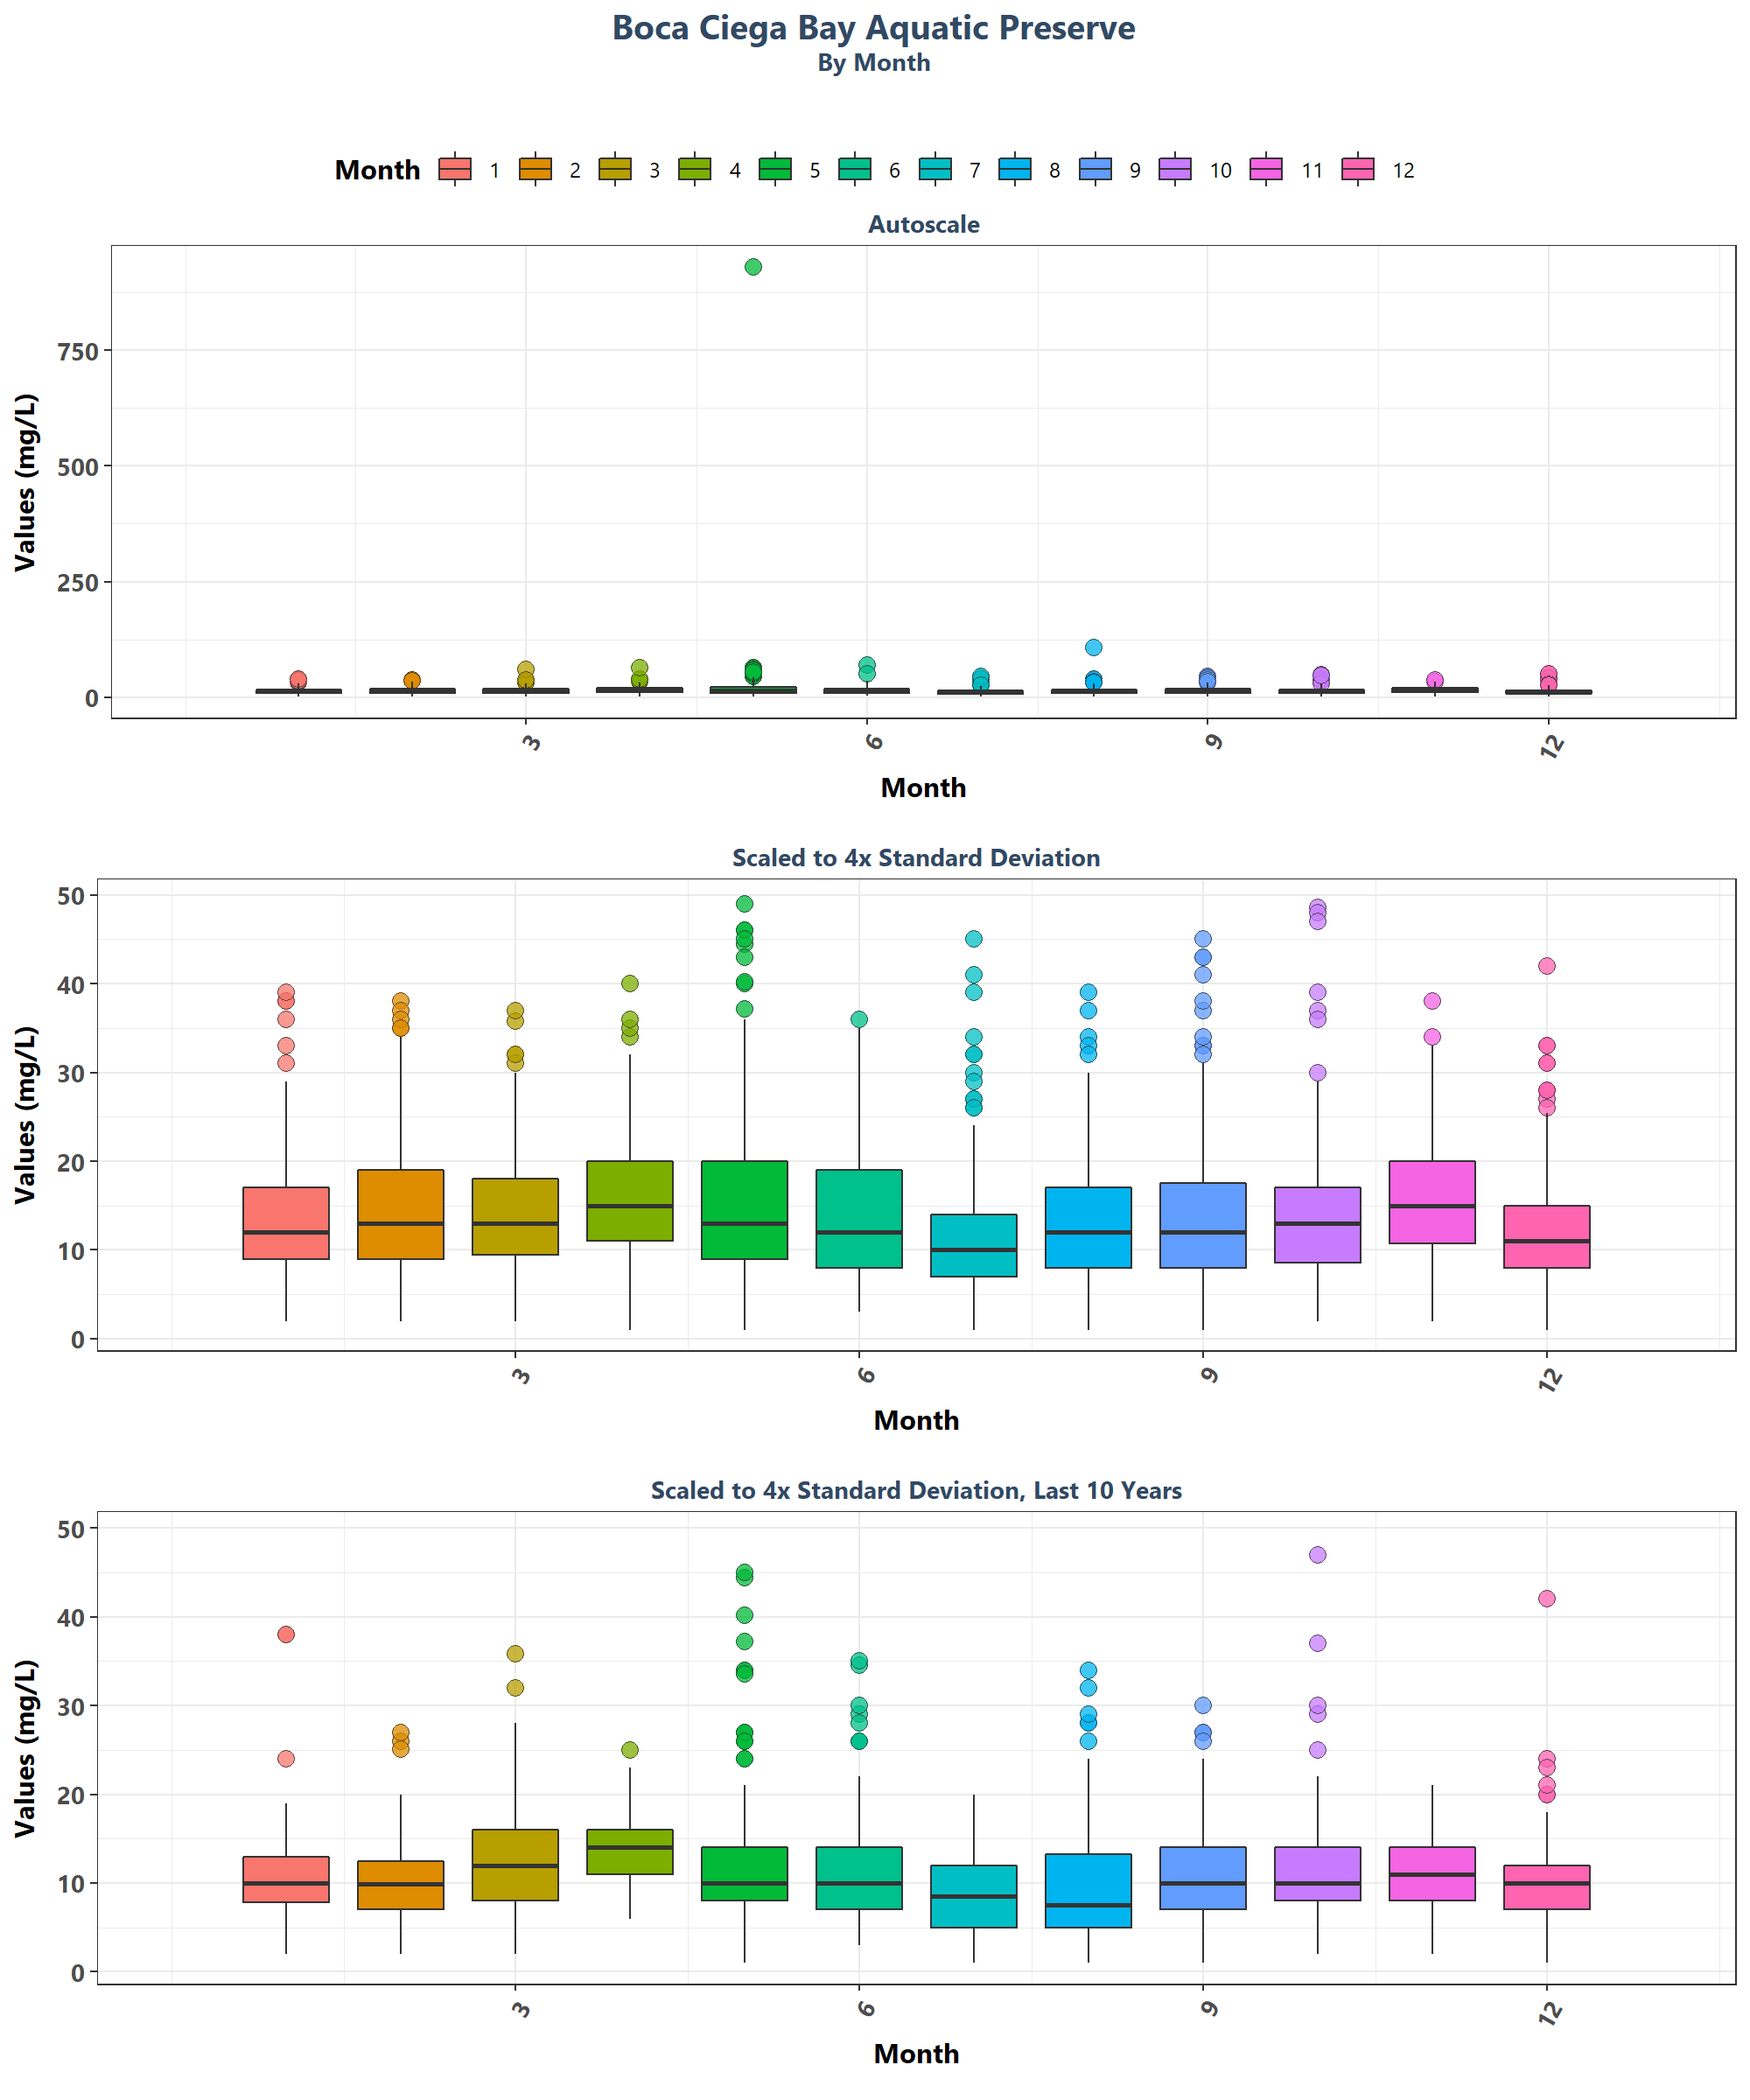 Boca Ciega Bay Aquatic Preserve
By Month
Month 1 2 3 4 5 6 7 8 9 10 11 12
Autoscale
Values (mg/L)
750
500
250
0
3 6 9 12
Month
Scaled to 4x Standard Deviation
Values (mg/L)
50
40
30
20
10
0
3 6 9 12
Month
Scaled to 4x Standard Deviation, Last 10 Years
Values (mg/L)
50
40
30
20
10
0
3 6 9 12
Month